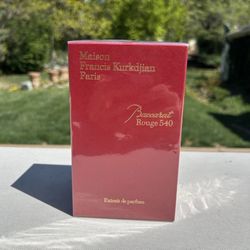 Maison
Francis Kurkdjian
Paris
Baccarat
Rouge 540
Extrait de parfum